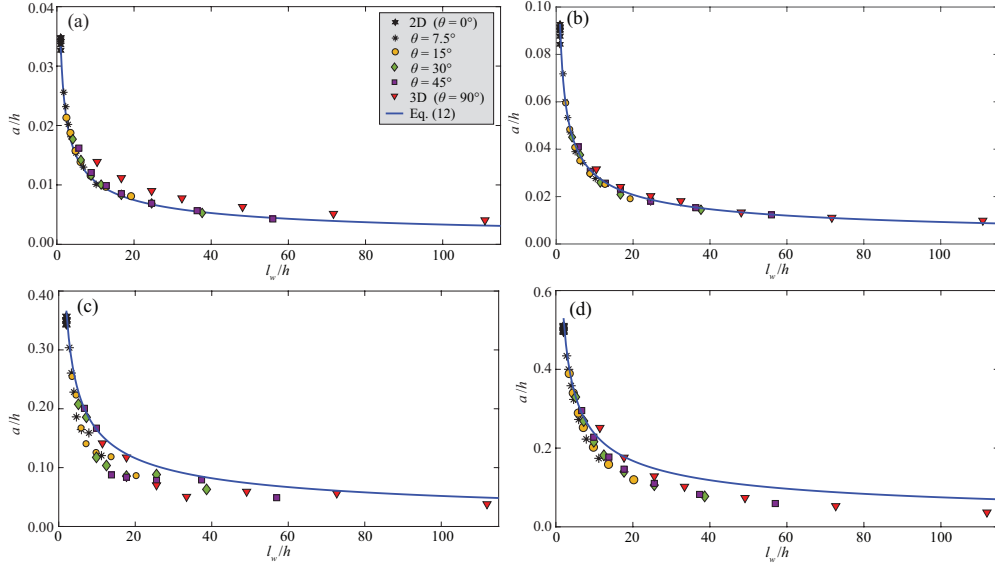 (a)
2D (θ = 0°)
θ = 7.5°
θ = 15°
θ = 30°
θ = 45°
3D (θ = 90°)
Eq. (12)
0.04
0.03
0.02
0.01
0.00
a/h
0 20 40 60 80 100
l_w/h
(b)
0.10
0.08
0.06
0.04
0.02
0.00
a/h
0 20 40 60 80 100
l_w/h
(c)
0.40
0.30
0.20
0.10
0.00
a/h
0 20 40 60 80 100
l_w/h
(d)
0.6
0.4
0.2
0.0
a/h
0 20 40 60 80 100
l_w/h